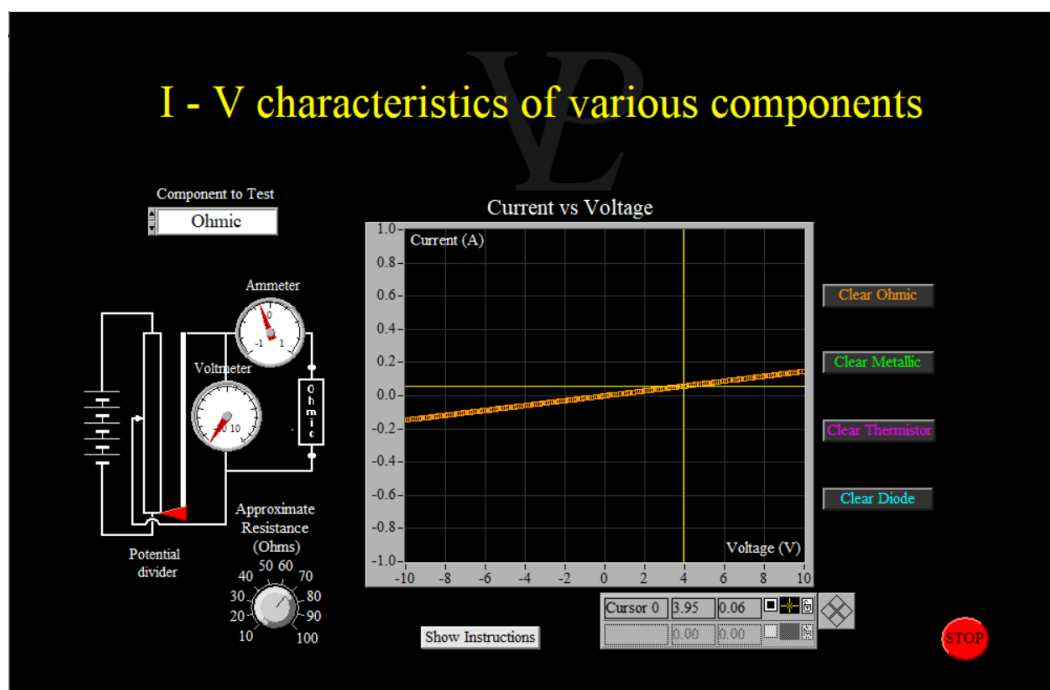 I - V characteristics of various components
Component to Test
Ohmic
Current vs Voltage
Current (A)
1.0
0.8
0.6
0.4
0.2
0.0
-0.2
-0.4
-0.6
-0.8
-1.0
Voltage (V)
-10 -8 -6 -4 -2 0 2 4 6 8 10
Clear Ohmic
Clear Metallic
Clear Thermistor
Clear Diode
Ammeter
0
-1 1
Voltmeter
10
Ohmic
Potential
divider
Approximate
Resistance
(Ohms)
50 60
40 70
30 80
20 90
10 100
Show Instructions
Cursor 0 3.95 0.06
0.00 0.00
STOP
VPL